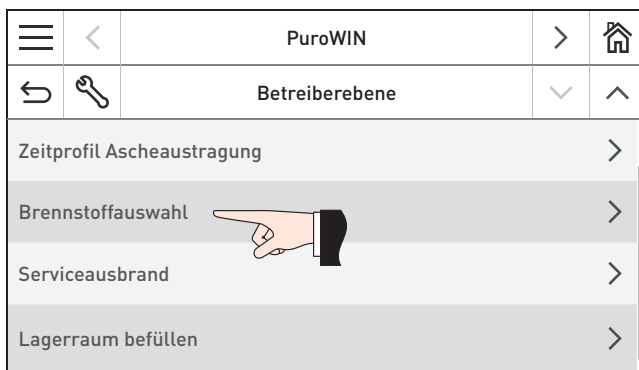 PuroWIN
Betreiberebene
Zeitprofil Ascheaustragung
Brennstoffauswahl
Serviceausbrand
Lagerraum befüllen